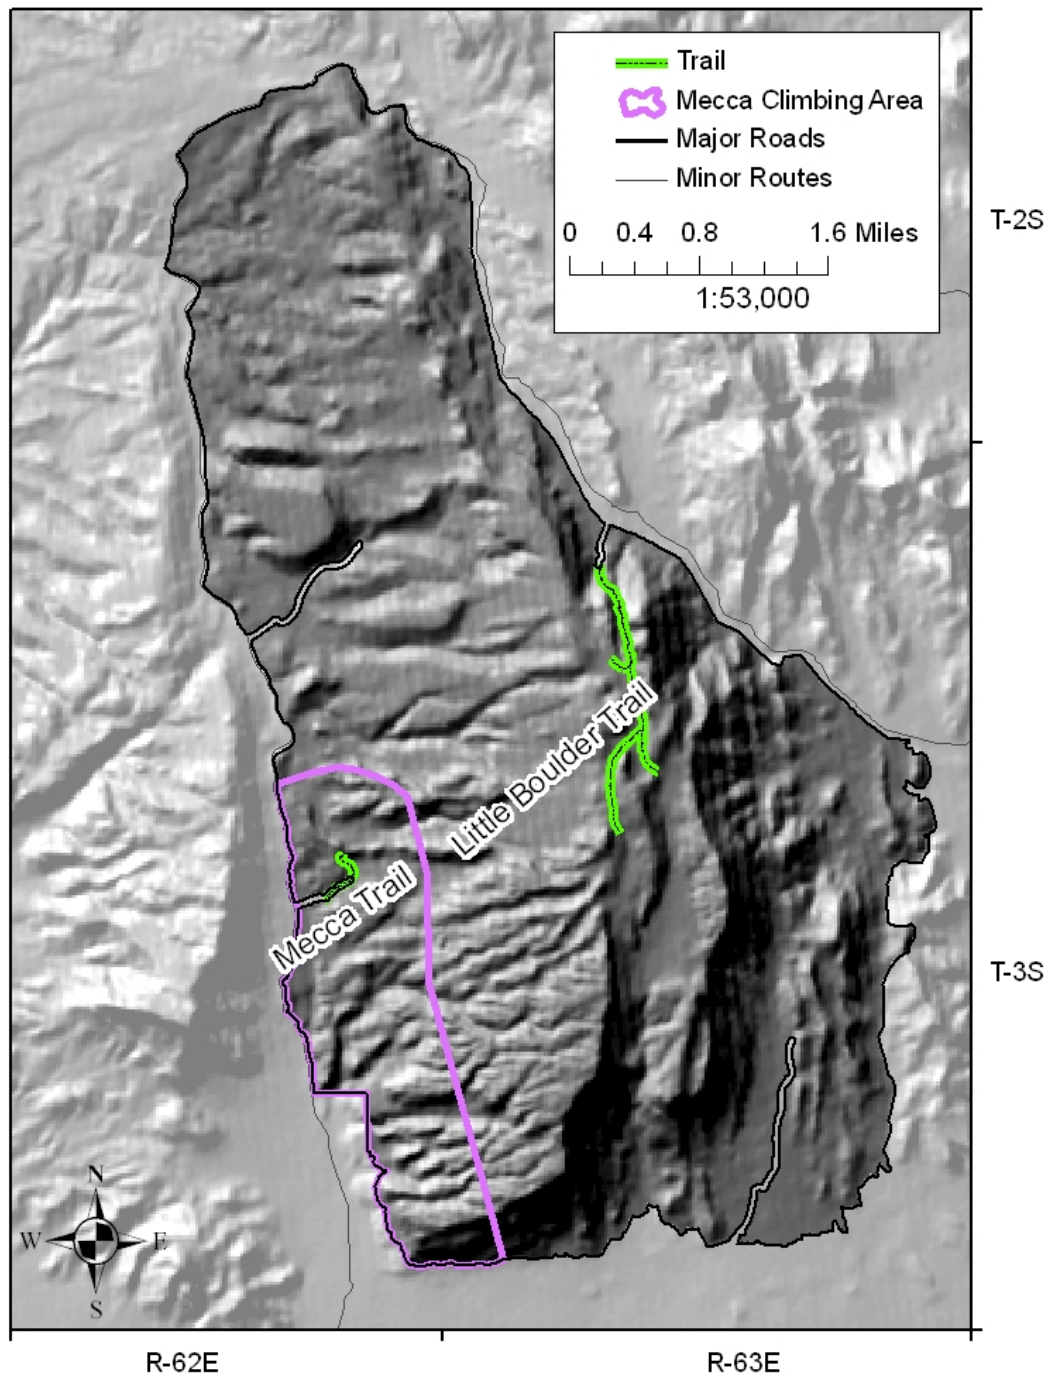 Trail
Mecca Climbing Area
Major Roads
Minor Routes
0 0.4 0.8 1.6 Miles
1:53,000
T-2S
Little Boulder Trail
Mecca Trail
T-3S
N
W E
S
R-62E R-63E